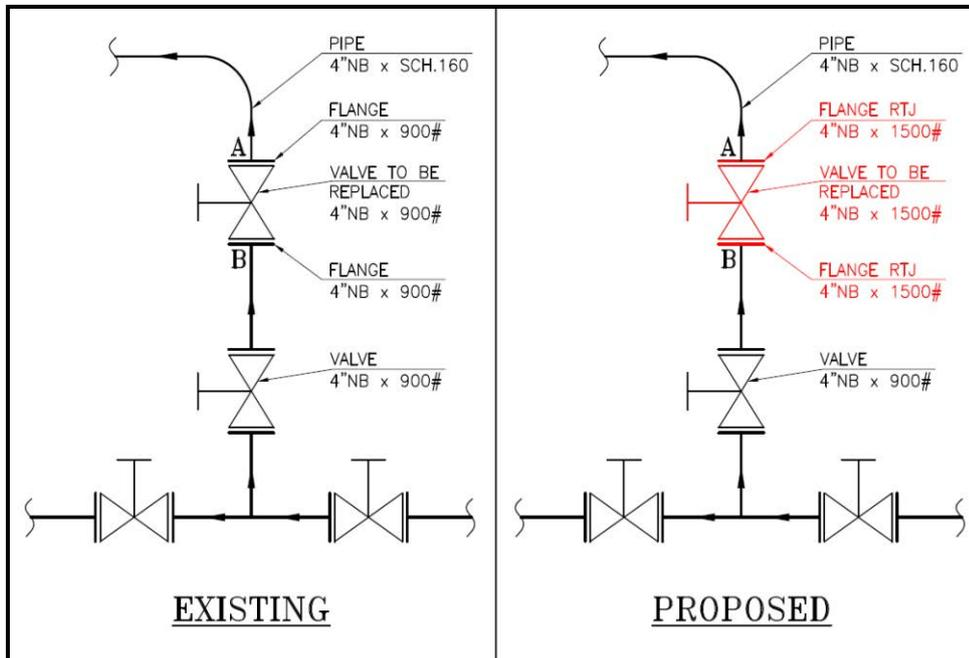 PIPE
4"NB x SCH.160
FLANGE
4"NB x 900#
A
VALVE TO BE
REPLACED
4"NB x 900#
B
FLANGE
4"NB x 900#
VALVE
4"NB x 900#
EXISTING
PIPE
4"NB x SCH.160
FLANGE RTJ
4"NB x 1500#
A
VALVE TO BE
REPLACED
4"NB x 1500#
B
FLANGE RTJ
4"NB x 1500#
VALVE
4"NB x 900#
PROPOSED